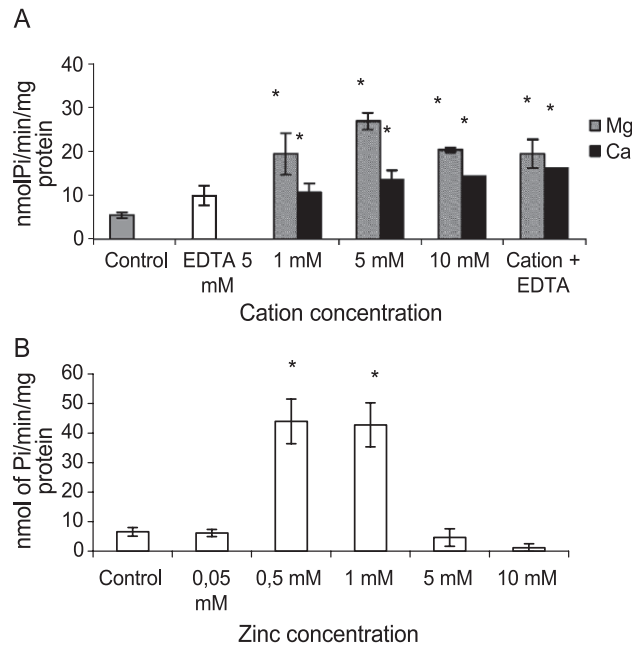 A
nmolPi/min/mg
protein
40
30
20
10
0
* * * * * * * *
Mg
Ca
Control
EDTA 5
mM
1 mM
5 mM
10 mM
Cation +
EDTA
Cation concentration
B
nmol of Pi/min/mg
protein
60
50
40
30
20
10
0
* *
Control
0,05
mM
0,5 mM
1 mM
5 mM
10 mM
Zinc concentration